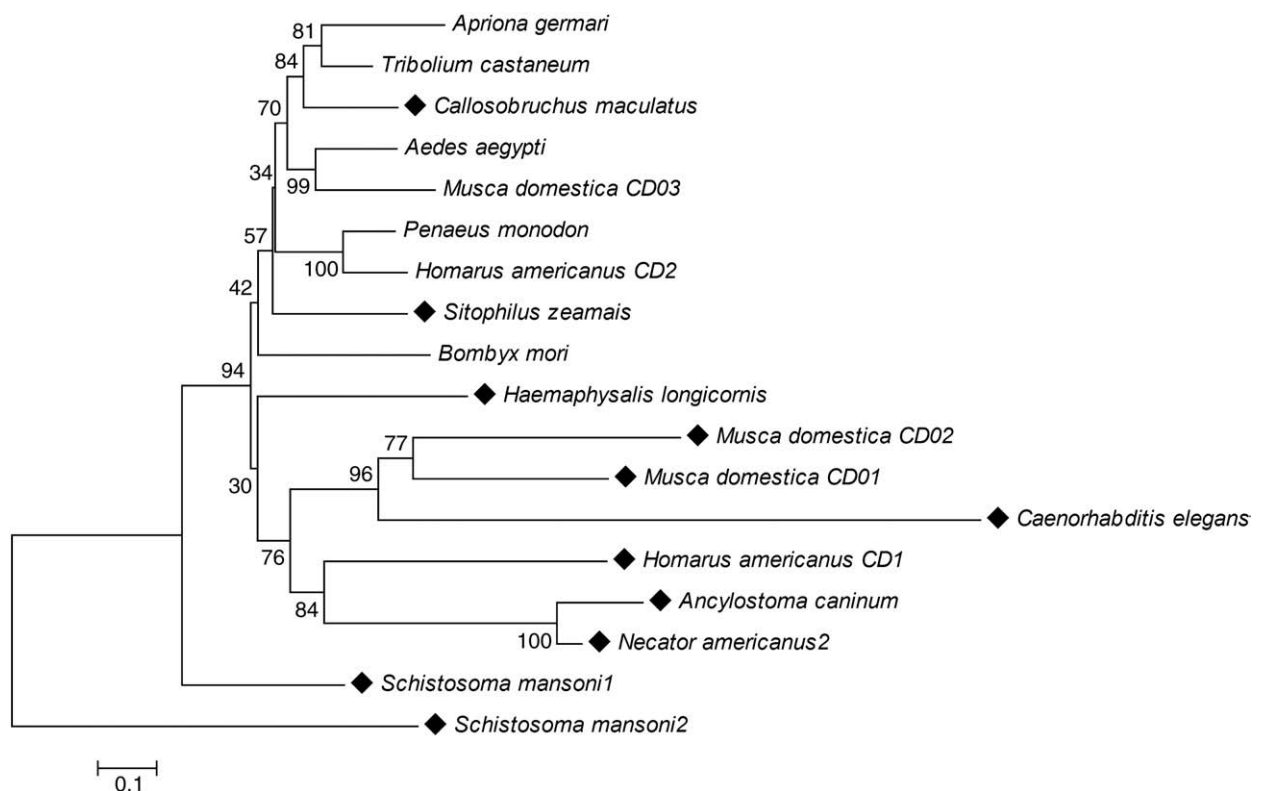 Apriona germari
81
Tribolium castaneum
84
Callosobruchus maculatus
70
Aedes aegypti
34
99
Musca domestica CD03
Penaeus monodon
57
100
Homarus americanus CD2
42
Sitophilus zeamais
Bombyx mori
94
Haemaphysalis longicornis
77
Musca domestica CD02
96
Musca domestica CD01
30
Caenorhabditis elegans
76
Homarus americanus CD1
84
Ancylostoma caninum
100
Necator americanus2
Schistosoma mansoni1
Schistosoma mansoni2
0.1